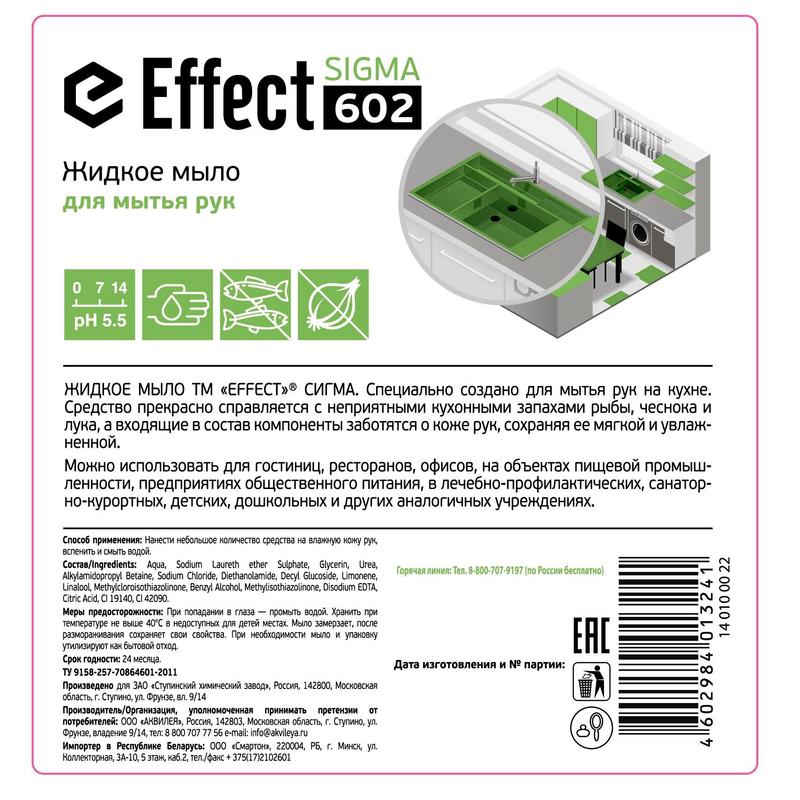 Effect SIGMA
602
Жидкое мыло
для мытья рук
0 7 14
pH 5.5
ЖИДКОЕ МЫЛО ТМ «EFFECT»® СИГМА. Специально создано для мытья рук на кухне.
Средство прекрасно справляется с неприятными кухонными запахами рыбы, чеснока и
лука, а входящие в состав компоненты заботятся о коже рук, сохраняя ее мягкой и увлаж-
ненной.
Можно использовать для гостиниц, ресторанов, офисов, на объектах пищевой промыш-
ленности, предприятиях общественного питания, в лечебно-профилактических, санатор-
но-курортных, детских, дошкольных и других аналогичных учреждениях.
Способ применения: Нанести небольшое количество средства на влажную кожу рук,
вспенить и смыть водой.
Состав/Ingredients: Aqua, Sodium Laureth ether Sulphate, Glycerin, Urea,
Alkylamidopropyl Betaine, Sodium Chloride, Diethanolamide, Decyl Glucoside, Limonene,
Linalool, Methylcloroisothiazolinone, Benzyl Alcohol, Methylisothiazolinone, Disodium EDTA,
Citric Acid, CI 19140, CI 42090.
Меры предосторожности: При попадании в глаза — промыть водой. Хранить при
температуре не выше 40°С в недоступных для детей местах. Мыло замерзает, после
размораживания сохраняет свои свойства. При необходимости мыло и упаковку
утилизируют как бытовой отход.
Срок годности: 24 месяца.
ТУ 9158-257-70864601-2011
Произведено для ЗАО «Ступинский химический завод», Россия, 142800, Московская
область, г. Ступино, ул. Фрунзе, вл. 9/14
Производитель/Организация, уполномоченная принимать претензии от
потребителей: ООО «АКВИЛЕЯ», Россия, 142803, Московская область, г. Ступино, ул.
Фрунзе, владение 9/14, тел: 8 800 707 77 56 e-mail: info@akvileya.ru
Импортер в Республике Беларусь: ООО «Смартон», 220004, РБ, г. Минск, ул.
Коллекторная, 3А-10, 5 этаж, каб.2, тел./факс + 375(17)2102601
Горячая линия: Тел. 8-800-707-9197 (по России бесплатно)
EAC
Дата изготовления и № партии:
4 602984 013241
14 010 00 22